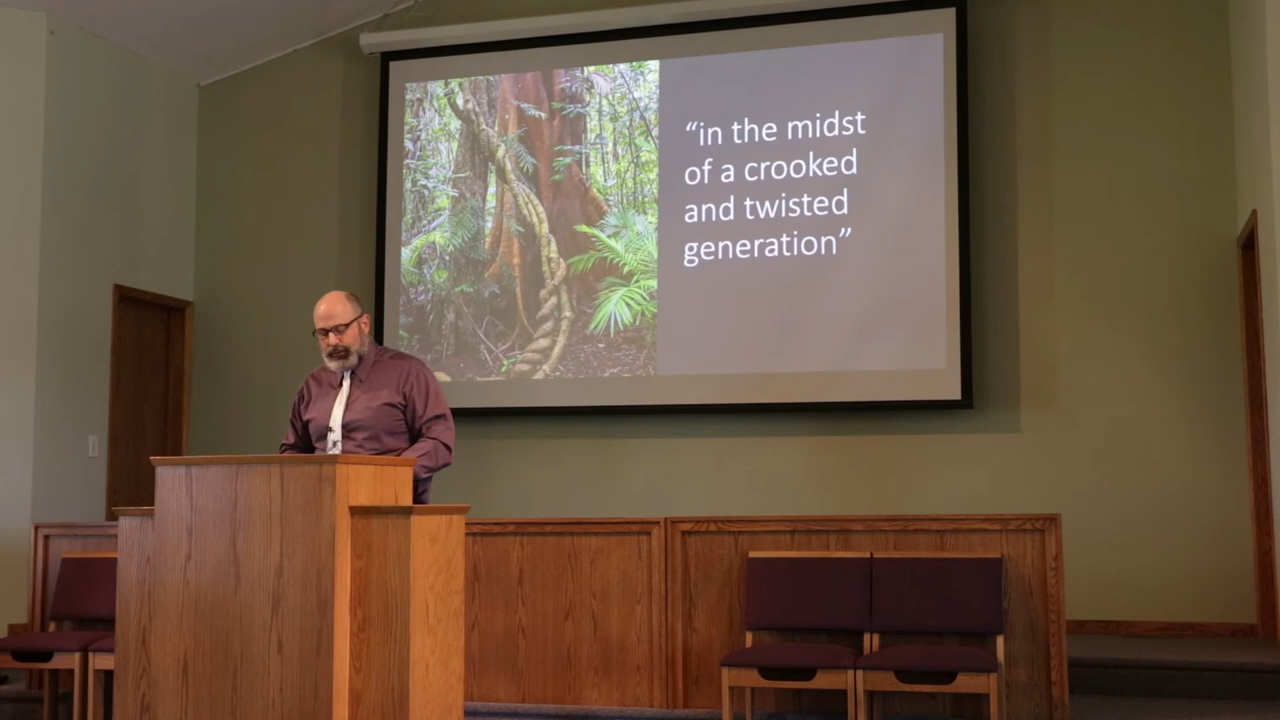 “in the midst
of a crooked
and twisted
generation”